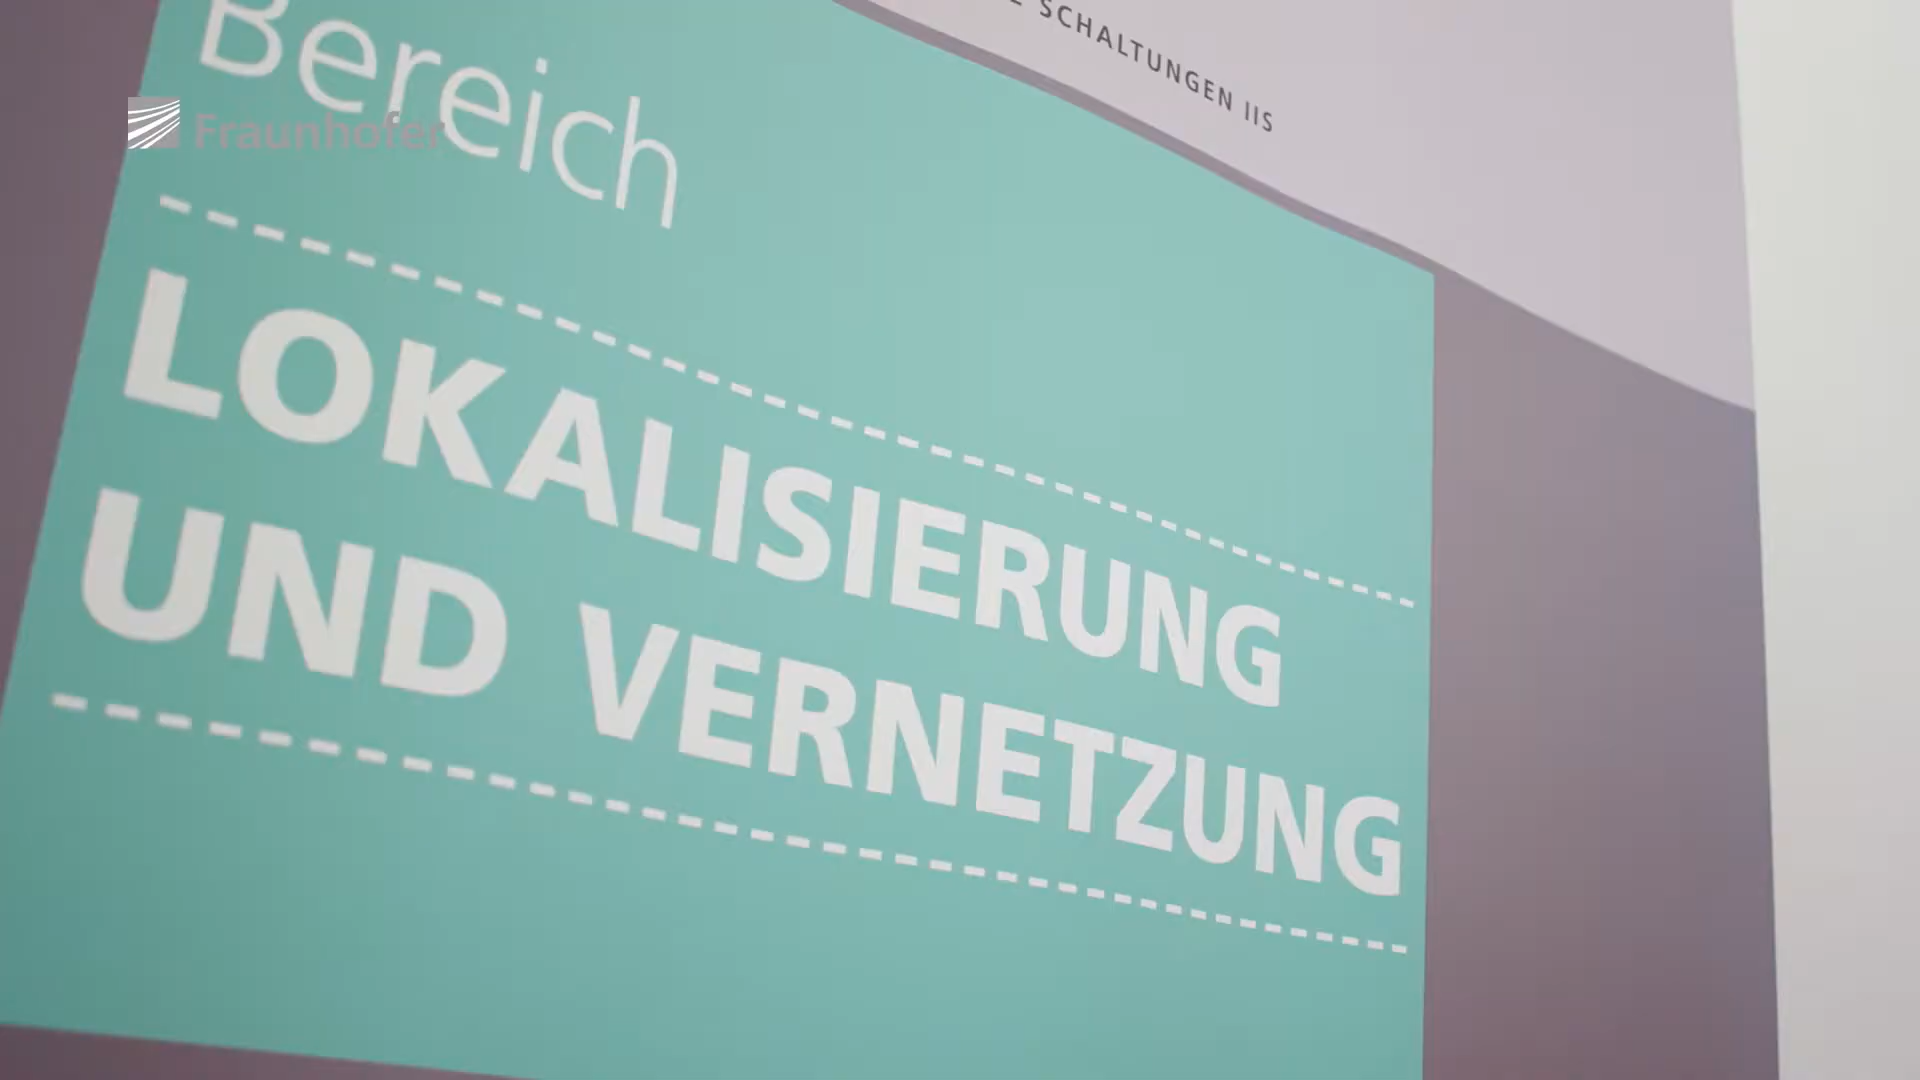 SCHALTUNGEN IIS
Bereich
Fraunhofer
LOKALISIERUNG
UND VERNETZUNG